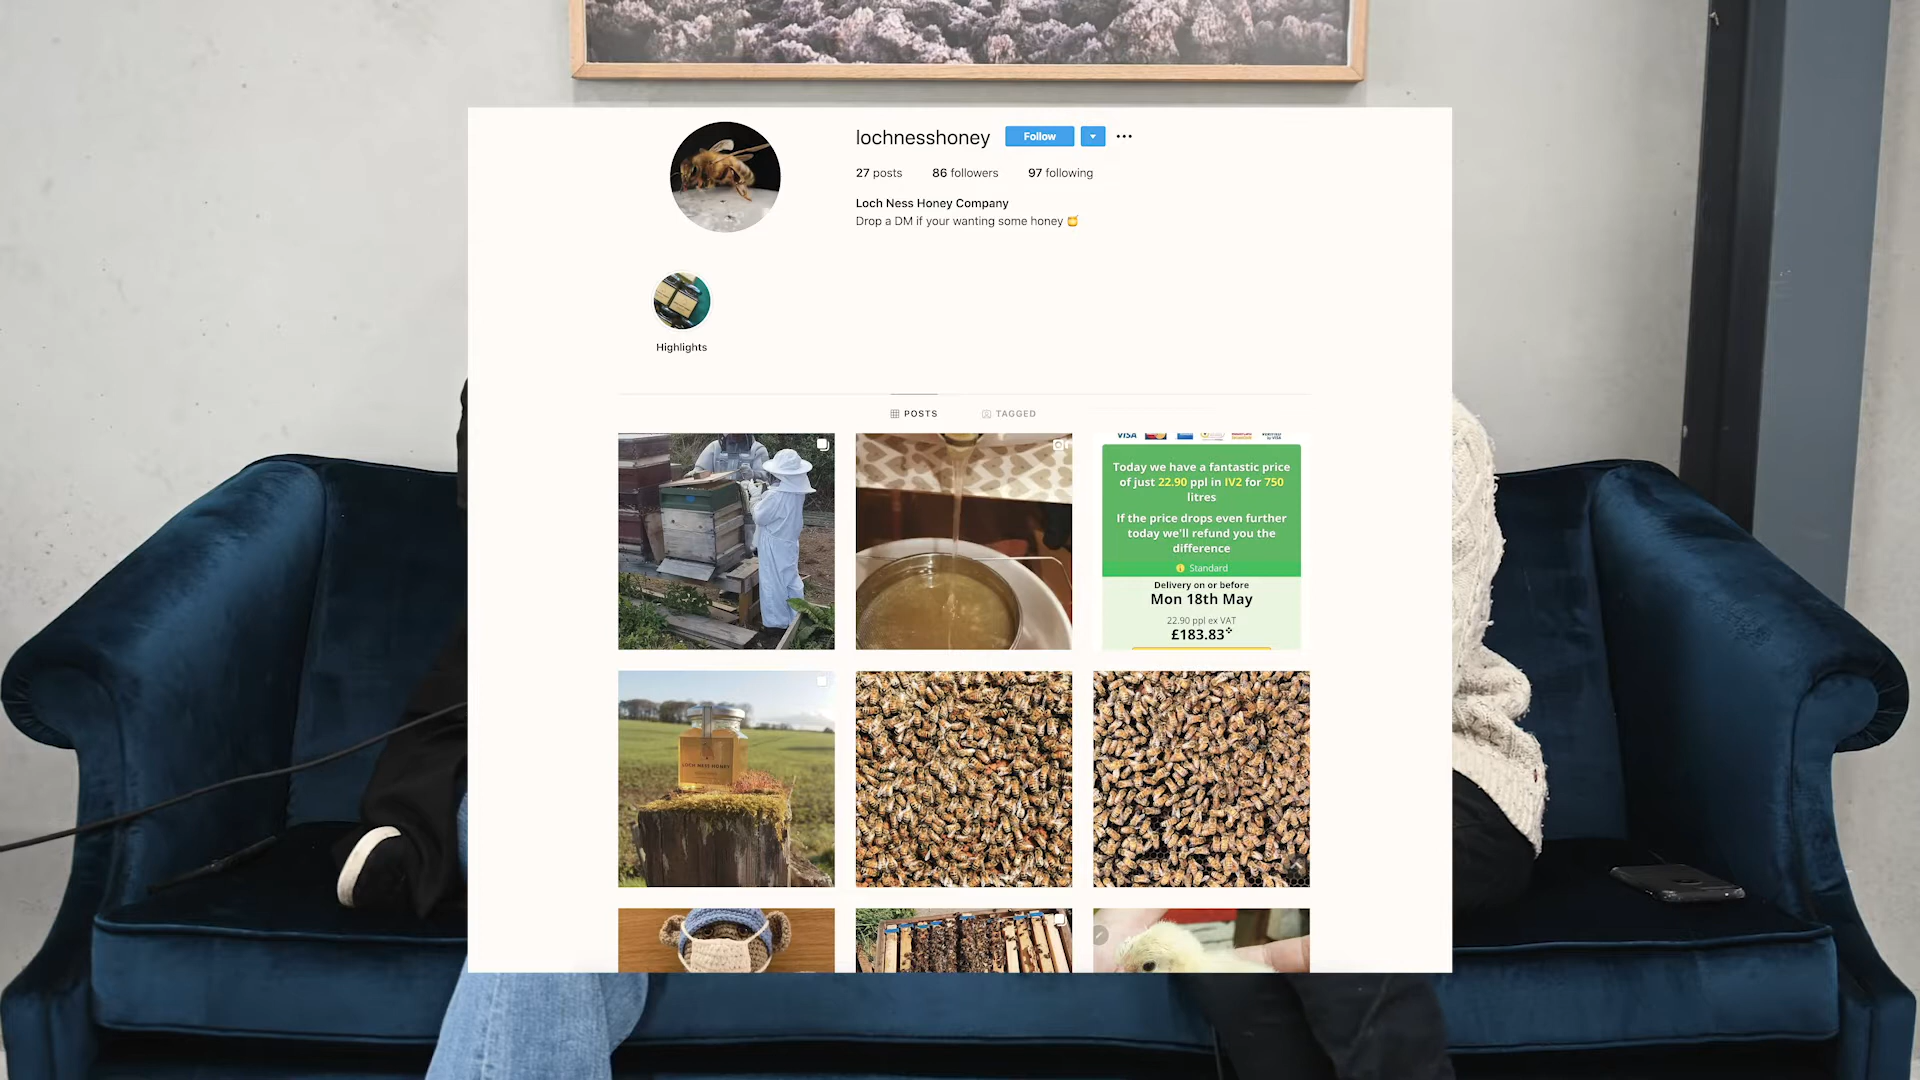 lochnesshoney Follow
27 posts 86 followers 97 following
Loch Ness Honey Company
Drop a DM if your wanting some honey 🍯
Highlights
POSTS TAGGED
VISA
Today we have a fantastic price
of just 22.90 ppl in IV2 for 750
litres
If the price drops even further
today we'll refund you the
difference
Standard
Delivery on or before
Mon 18th May
22.90 ppl ex VAT
£183.83
LOCH NESS HONEY